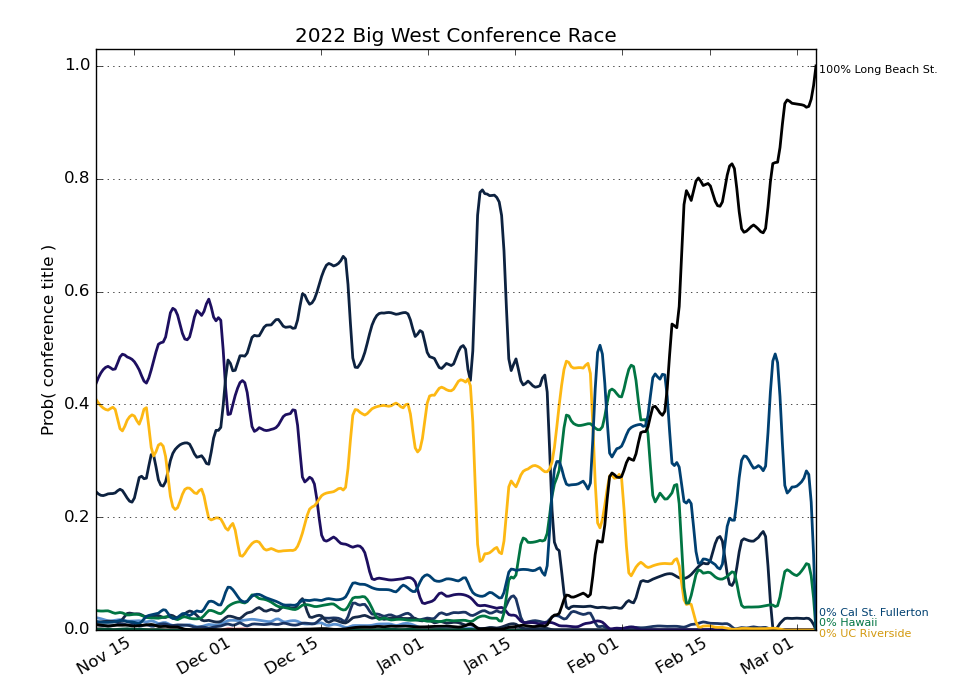 2022 Big West Conference Race
Prob( conference title )
1.0
0.8
0.6
0.4
0.2
0.0
Nov 15
Dec 01
Dec 15
Jan 01
Jan 15
Feb 01
Feb 15
Mar 01
100% Long Beach St.
0% Cal St. Fullerton
0% Hawaii
0% UC Riverside